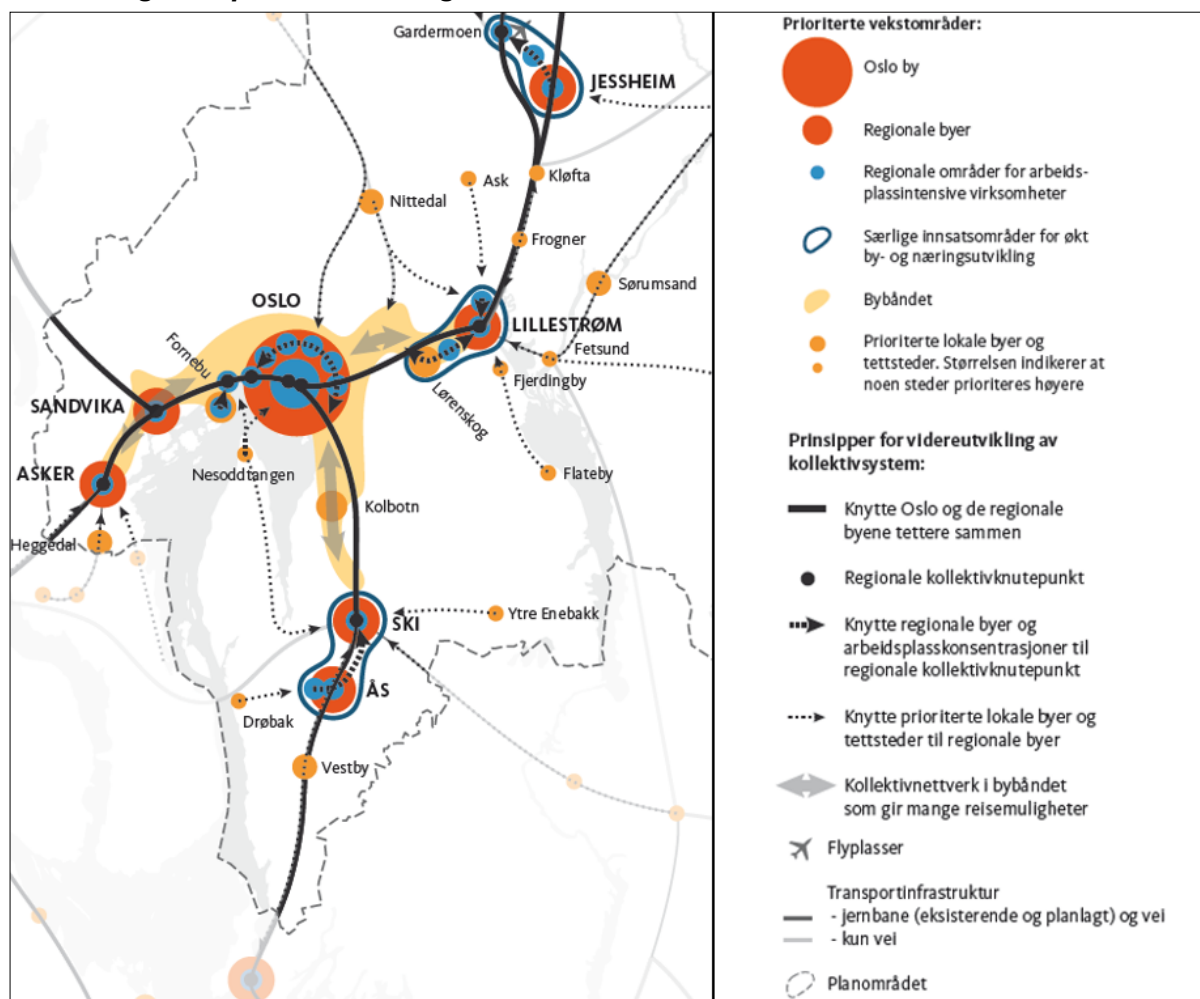 Gardermoen
JESSHEIM
Ask
Kløfta
Nittedal
Frogner
Sørumsand
OSLO
LILLESTRØM
Fetsund
Fornebu
Fjerdingby
SANDVIKA
Lørenskog
ASKER
Nesoddtangen
Flateby
Kolbotn
Heggedal
Ytre Enebakk
SKI
ÅS
Drøbak
Vestby
Prioriterte vekstområder:
Oslo by
Regionale byer
Regionale områder for arbeids-
plassintensive virksomheter
Særlige innsatsområder for økt
by- og næringsutvikling
Bybåndet
Prioriterte lokale byer og
tettsteder. Størrelsen indikerer at
noen steder prioriteres høyere
Prinsipper for videreutvikling av
kollektivsystem:
Knytte Oslo og de regionale
byene tettere sammen
Regionale kollektivknutepunkt
Knytte regionale byer og
arbeidsplasskonsentrasjoner til
regionale kollektivknutepunkt
Knytte prioriterte lokale byer og
tettsteder til regionale byer
Kollektivnettverk i bybåndet
som gir mange reisemuligheter
Flyplasser
Transportinfrastruktur
- jernbane (eksisterende og planlagt) og vei
- kun vei
Planområdet